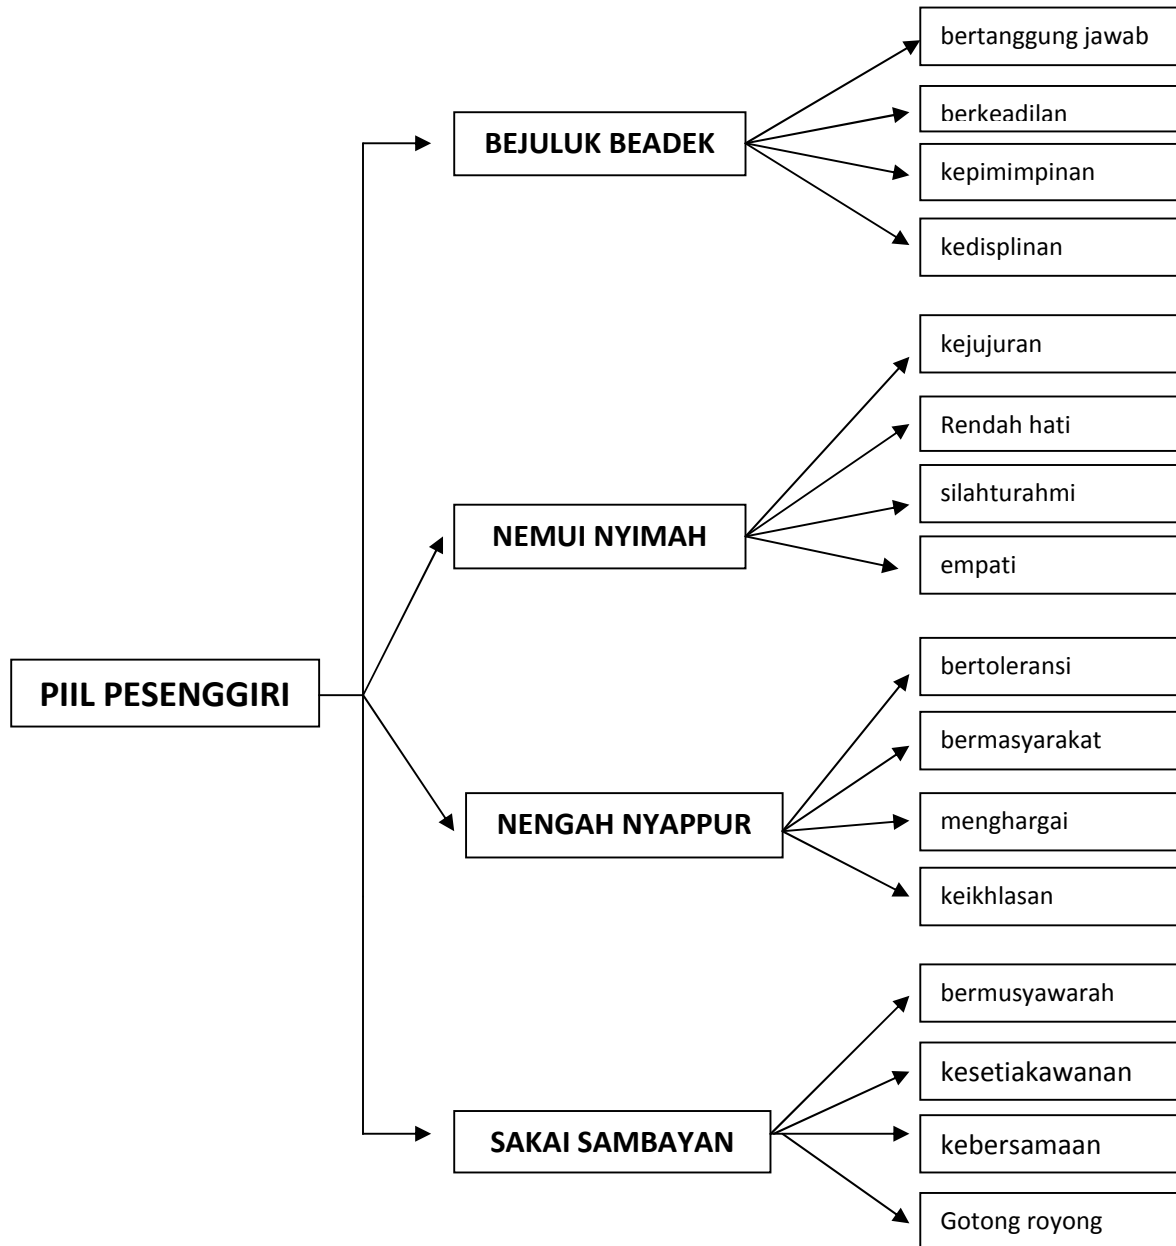 PIIL PESENGGIRI
BEJULUK BEADEK
bertanggung jawab
berkeadilan
kepimimpinan
kedisplinan
NEMUI NYIMAH
kejujuran
Rendah hati
silahturahmi
empati
NENGAH NYAPPUR
bertoleransi
bermasyarakat
menghargai
keikhlasan
SAKAI SAMBAYAN
bermusyawarah
kesetiakawanan
kebersamaan
Gotong royong